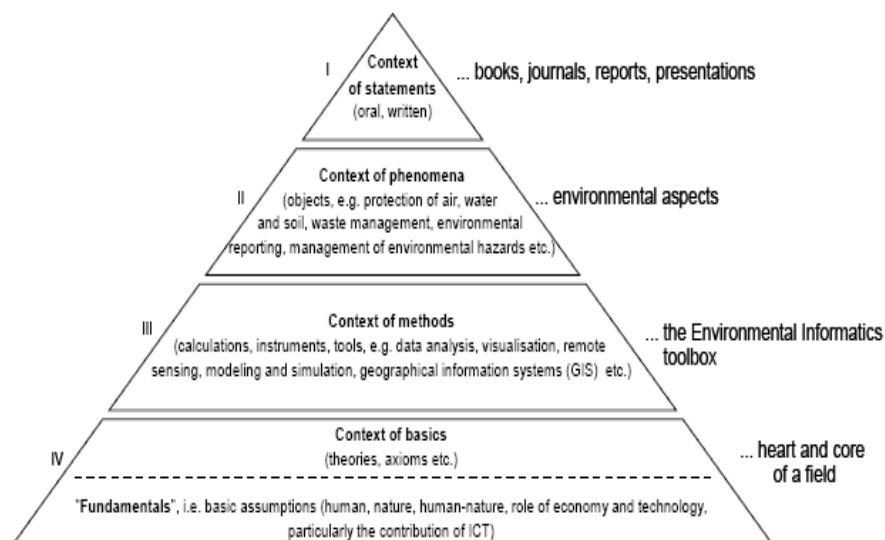 I
Context
of statements
(oral, written)
... books, journals, reports, presentations
II
Context of phenomena
(objects, e.g. protection of air, water
and soil, waste management, environmental
reporting, management of environmental hazards etc.)
... environmental aspects
III
Context of methods
(calculations, instruments, tools, e.g. data analysis, visualisation, remote
sensing, modeling and simulation, geographical information systems (GIS) etc.)
... the Environmental Informatics
toolbox
IV
Context of basics
(theories, axioms etc.)
... heart and core
of a field
"Fundamentals", i.e. basic assumptions (human, nature, human-nature, role of economy and technology,
particularly the contribution of ICT)